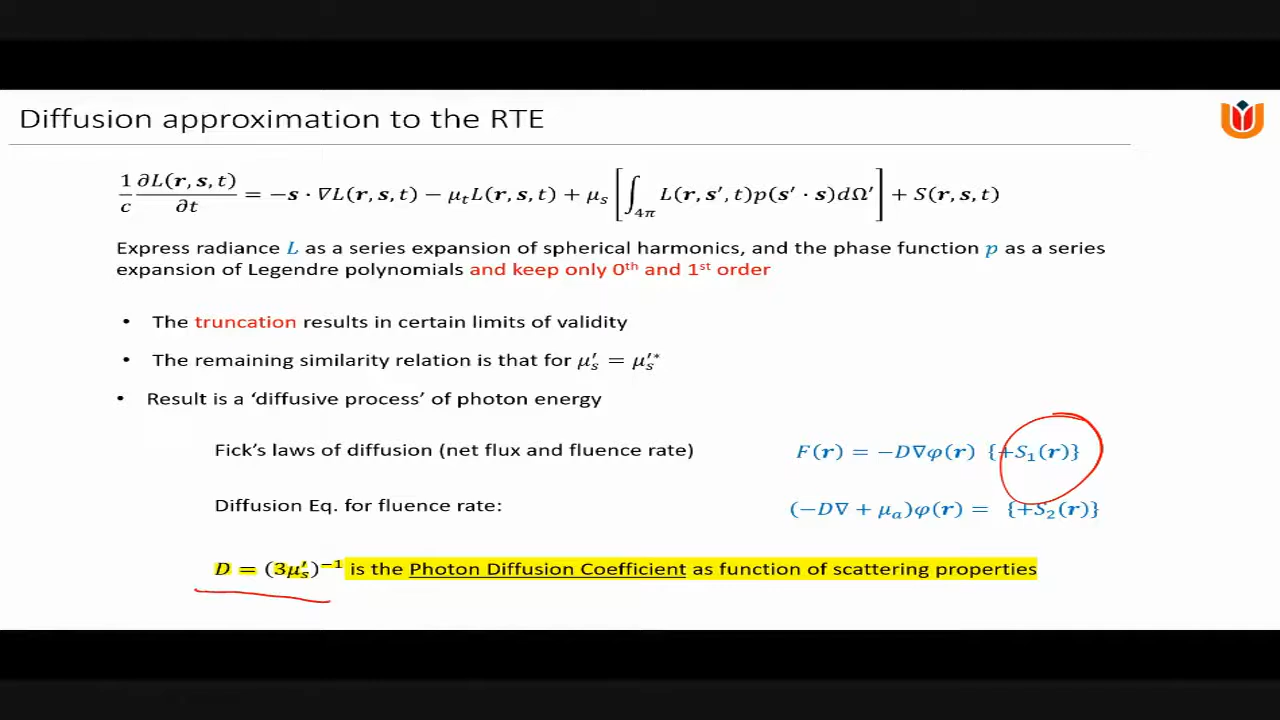 Diffusion approximation to the RTE
1/c ∂L(r, s, t)/∂t = −s · ∇L(r, s, t) − μₜL(r, s, t) + μₛ [∫₄π L(r, s′, t)p(s′ · s)dΩ′] + S(r, s, t)
Express radiance L as a series expansion of spherical harmonics, and the phase function p as a series
expansion of Legendre polynomials and keep only 0th and 1st order
• The truncation results in certain limits of validity
• The remaining similarity relation is that for μₛ′ = μₛ′*
• Result is a ‘diffusive process’ of photon energy
Fick’s laws of diffusion (net flux and fluence rate) F(r) = −D∇φ(r) {+S₁(r)}
Diffusion Eq. for fluence rate: (−D∇ + μₐ)φ(r) = {+S₂(r)}
D = (3μₛ′)⁻¹ is the Photon Diffusion Coefficient as function of scattering properties